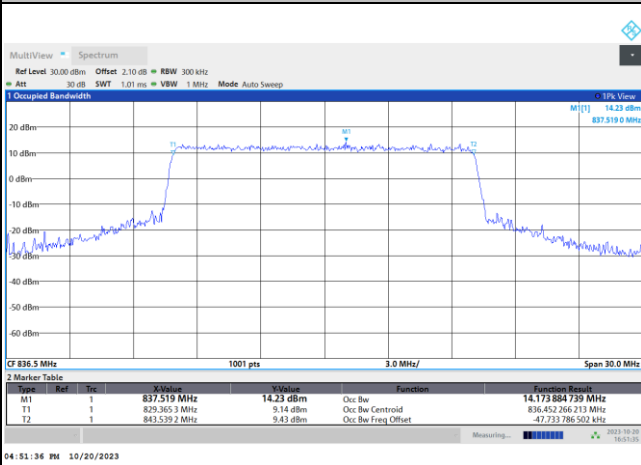 MultiView Spectrum
Ref Level 30.00 dBm Offset 2.10 dB RBW 300 kHz
Att 30 dB SWT 1.01 ms VBW 1 MHz Mode Auto Sweep
1 Occupied Bandwidth 1Pk View
M1[1] 14.23 dBm
837.519 0 MHz
20 dBm
M1
T1 T2
10 dBm
0 dBm
-10 dBm
-20 dBm
-30 dBm
-40 dBm
-50 dBm
-60 dBm
CF 836.5 MHz 1001 pts 3.0 MHz/ Span 30.0 MHz
2 Marker Table
Type Ref Trc X-Value Y-Value Function Function Result
M1 1 837.519 MHz 14.23 dBm Occ Bw 14.173 884 739 MHz
T1 1 829.365 3 MHz 9.14 dBm Occ Bw Centroid 836.452 266 213 MHz
T2 1 843.539 2 MHz 9.43 dBm Occ Bw Freq Offset -47.733 786 502 kHz
Measuring... 2023-10-20
16:51:35
04:51:36 PM 10/20/2023